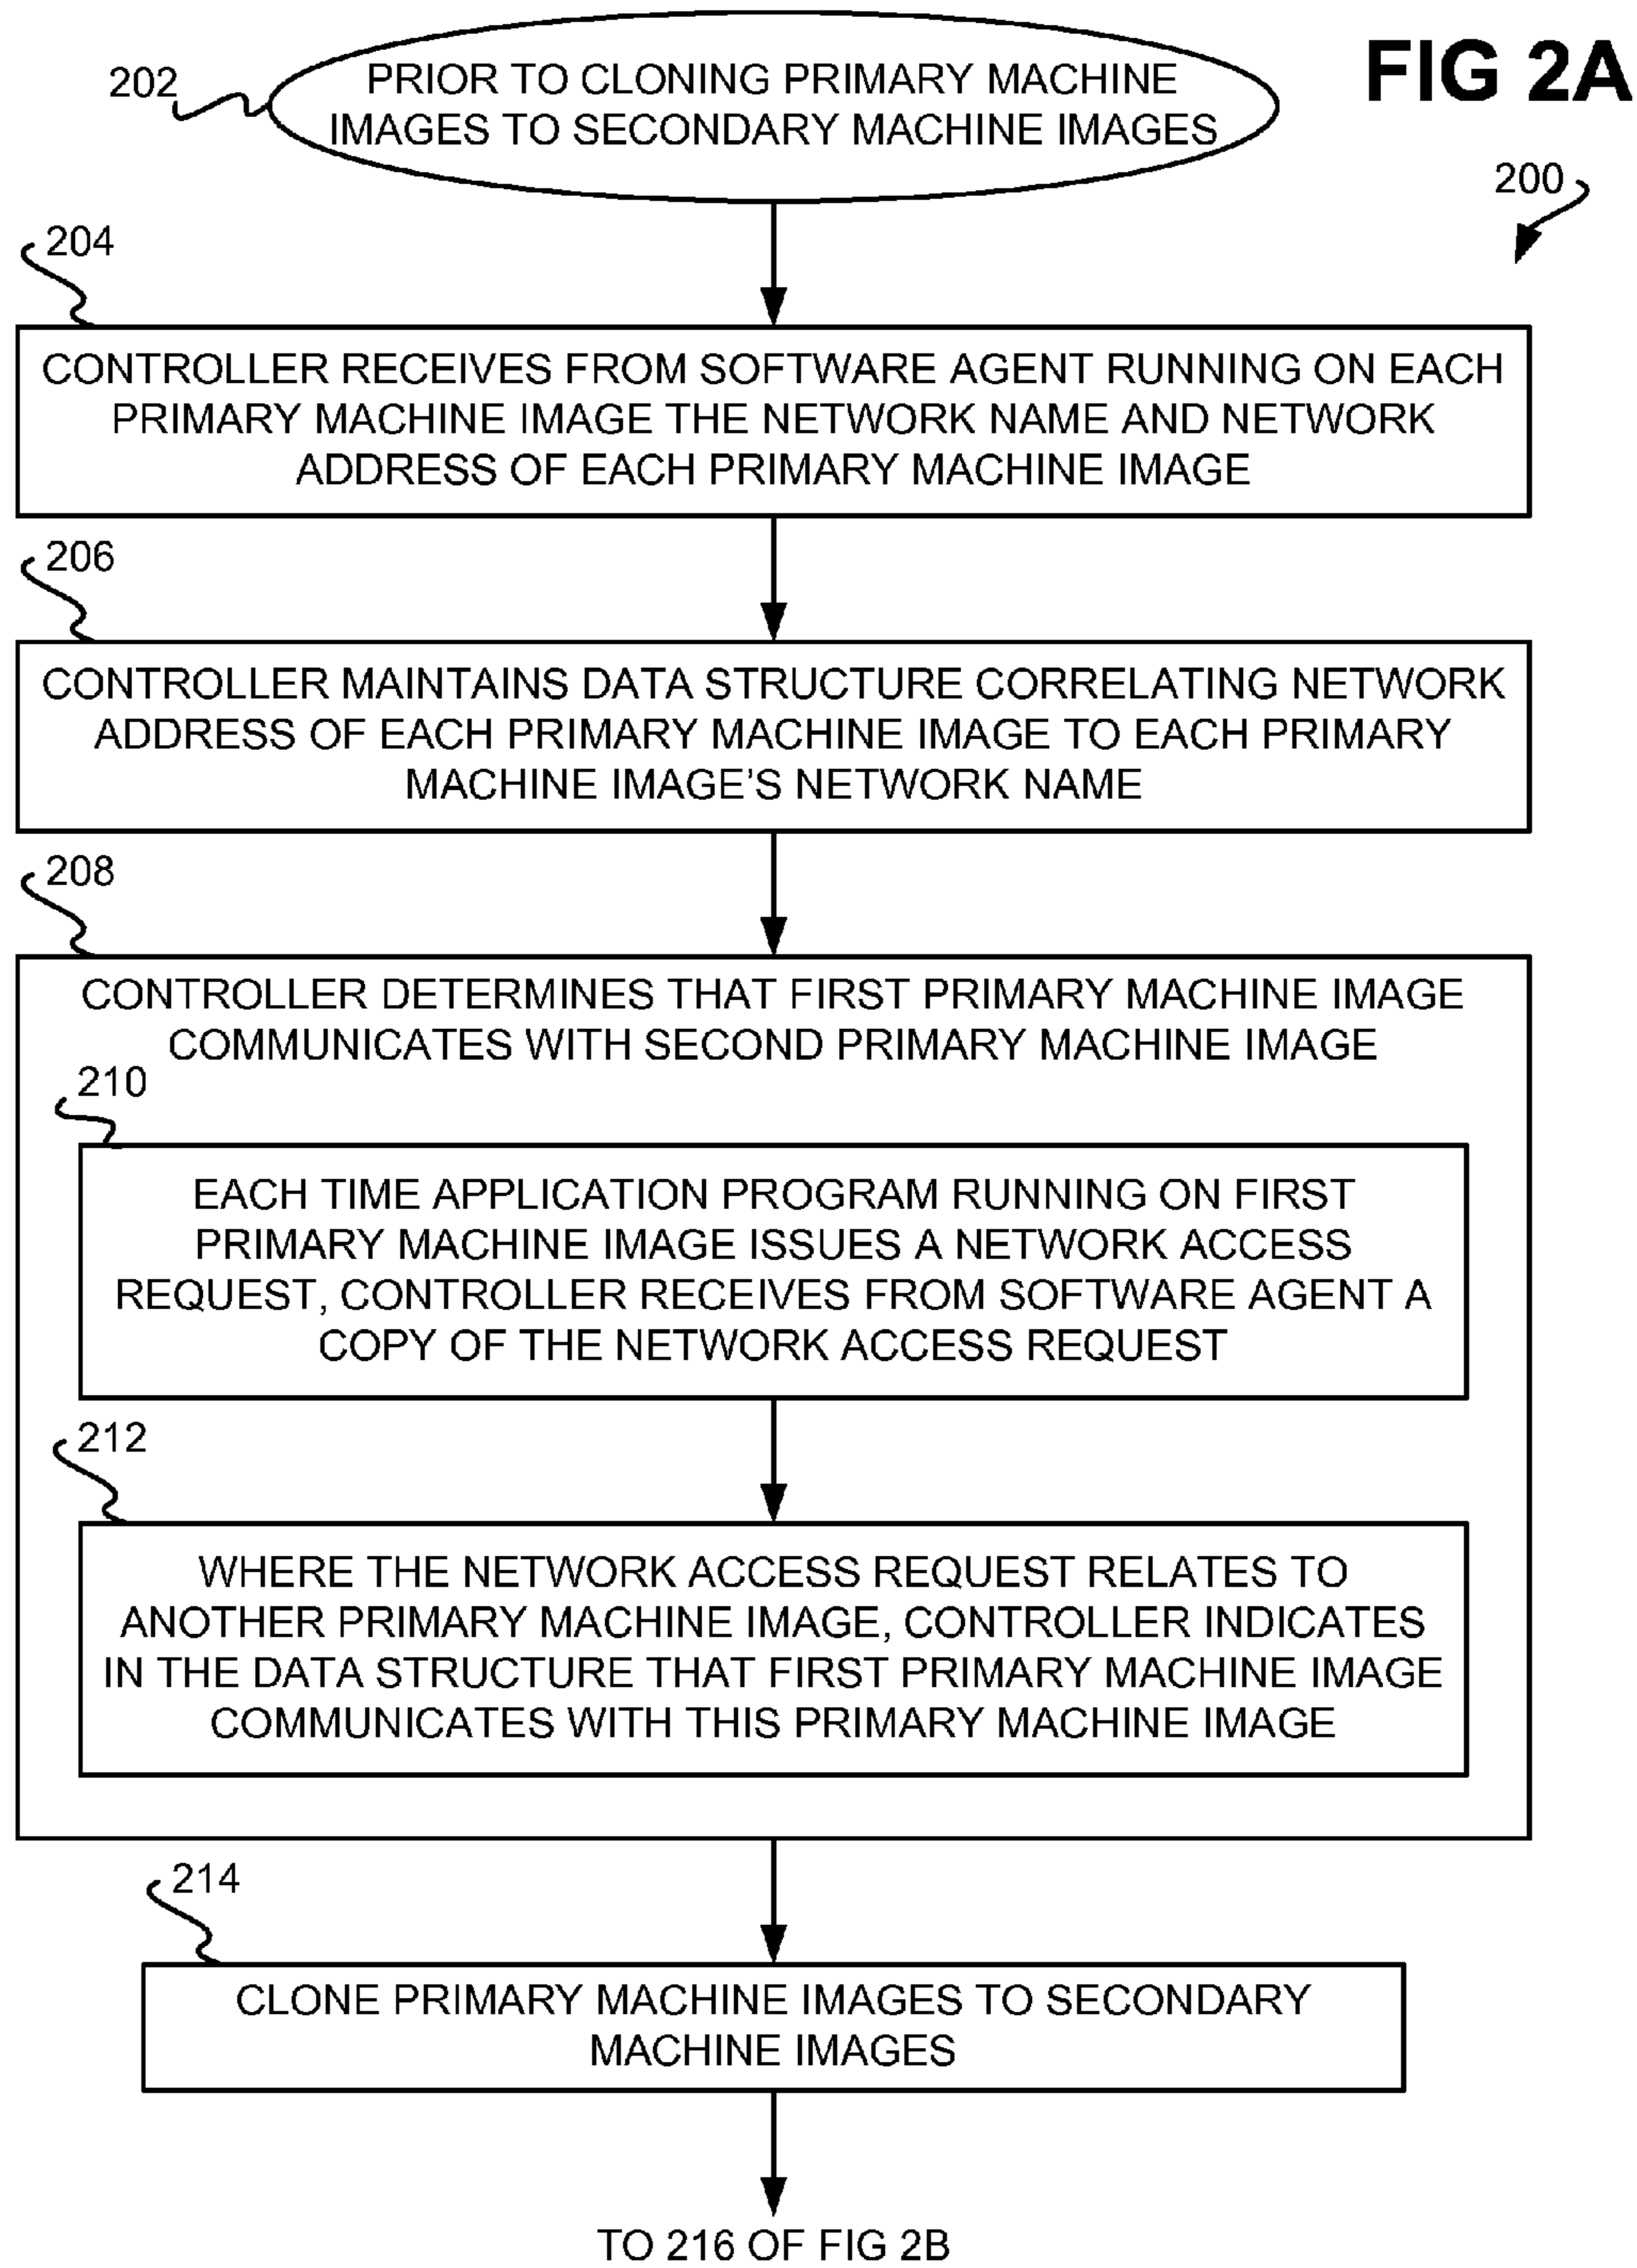 FIG 2A
202
PRIOR TO CLONING PRIMARY MACHINE
IMAGES TO SECONDARY MACHINE IMAGES
200
204
CONTROLLER RECEIVES FROM SOFTWARE AGENT RUNNING ON EACH
PRIMARY MACHINE IMAGE THE NETWORK NAME AND NETWORK
ADDRESS OF EACH PRIMARY MACHINE IMAGE
206
CONTROLLER MAINTAINS DATA STRUCTURE CORRELATING NETWORK
ADDRESS OF EACH PRIMARY MACHINE IMAGE TO EACH PRIMARY
MACHINE IMAGE'S NETWORK NAME
208
CONTROLLER DETERMINES THAT FIRST PRIMARY MACHINE IMAGE
COMMUNICATES WITH SECOND PRIMARY MACHINE IMAGE
210
EACH TIME APPLICATION PROGRAM RUNNING ON FIRST
PRIMARY MACHINE IMAGE ISSUES A NETWORK ACCESS
REQUEST, CONTROLLER RECEIVES FROM SOFTWARE AGENT A
COPY OF THE NETWORK ACCESS REQUEST
212
WHERE THE NETWORK ACCESS REQUEST RELATES TO
ANOTHER PRIMARY MACHINE IMAGE, CONTROLLER INDICATES
IN THE DATA STRUCTURE THAT FIRST PRIMARY MACHINE IMAGE
COMMUNICATES WITH THIS PRIMARY MACHINE IMAGE
214
CLONE PRIMARY MACHINE IMAGES TO SECONDARY
MACHINE IMAGES
TO 216 OF FIG 2B